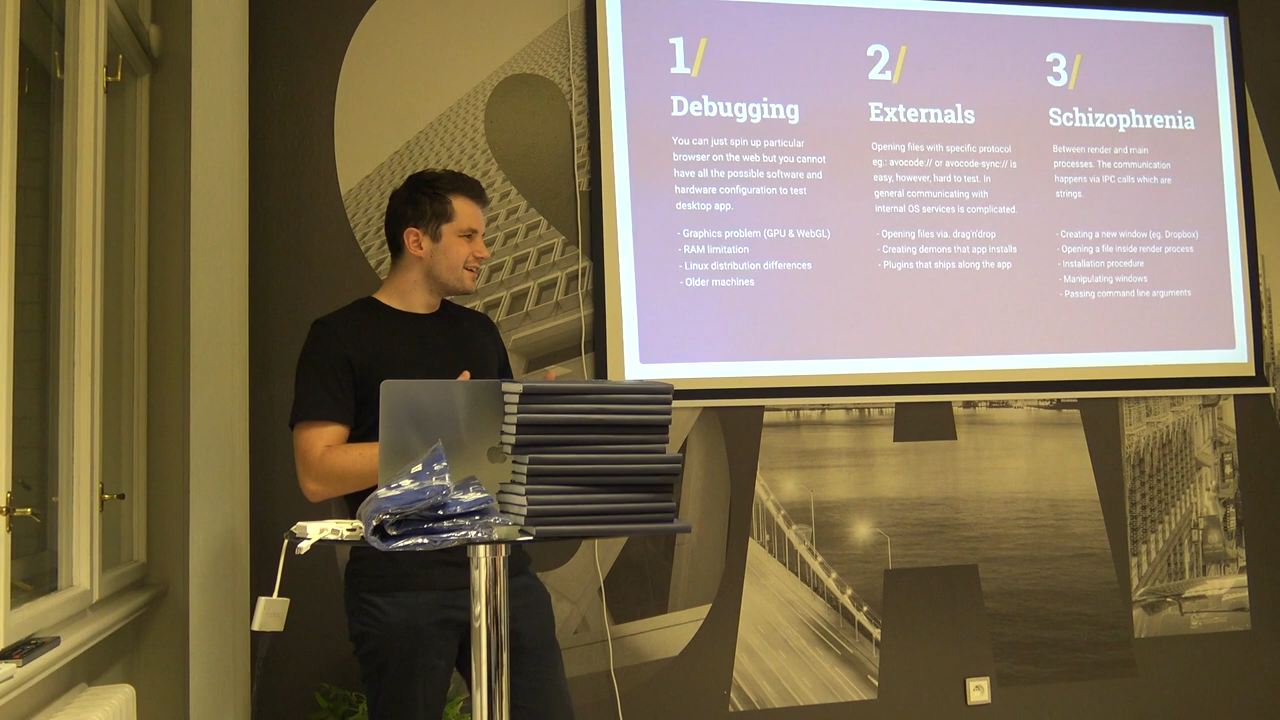 1/
Debugging
You can just spin up particular
browser on the web but you cannot
have all the possible software and
hardware configuration to test
desktop app.
- Graphics problem (GPU & WebGL)
- RAM limitation
- Linux distribution differences
- Older machines
2/
Externals
Opening files with specific protocol
eg.: avocode:// or avocode-sync:// is
easy, however, hard to test. In
general communicating with
internal OS services is complicated.
- Opening files via. drag'n'drop
- Creating demons that app installs
- Plugins that ships along the app
3/
Schizophrenia
Between render and main
processes. The communication
happens via IPC calls which are
strings.
- Creating a new window (eg. Dropbox)
- Opening a file inside render process
- Installation procedure
- Manipulating windows
- Passing command line arguments